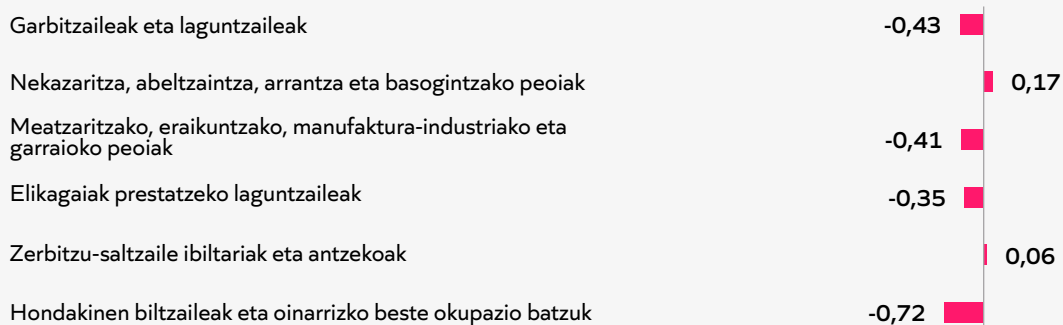 Garbitzaileak eta laguntzaileak -0,43
Nekazaritza, abeltzaintza, arrantza eta basogintzako peoiak 0,17
Meatzaritzako, eraikuntzako, manufaktura-industriako eta
garraioko peoiak -0,41
Elikagaiak prestatzeko laguntzaileak -0,35
Zerbitzu-saltzaile ibiltariak eta antzekoak 0,06
Hondakinen biltzaileak eta oinarrizko beste okupazio batzuk -0,72